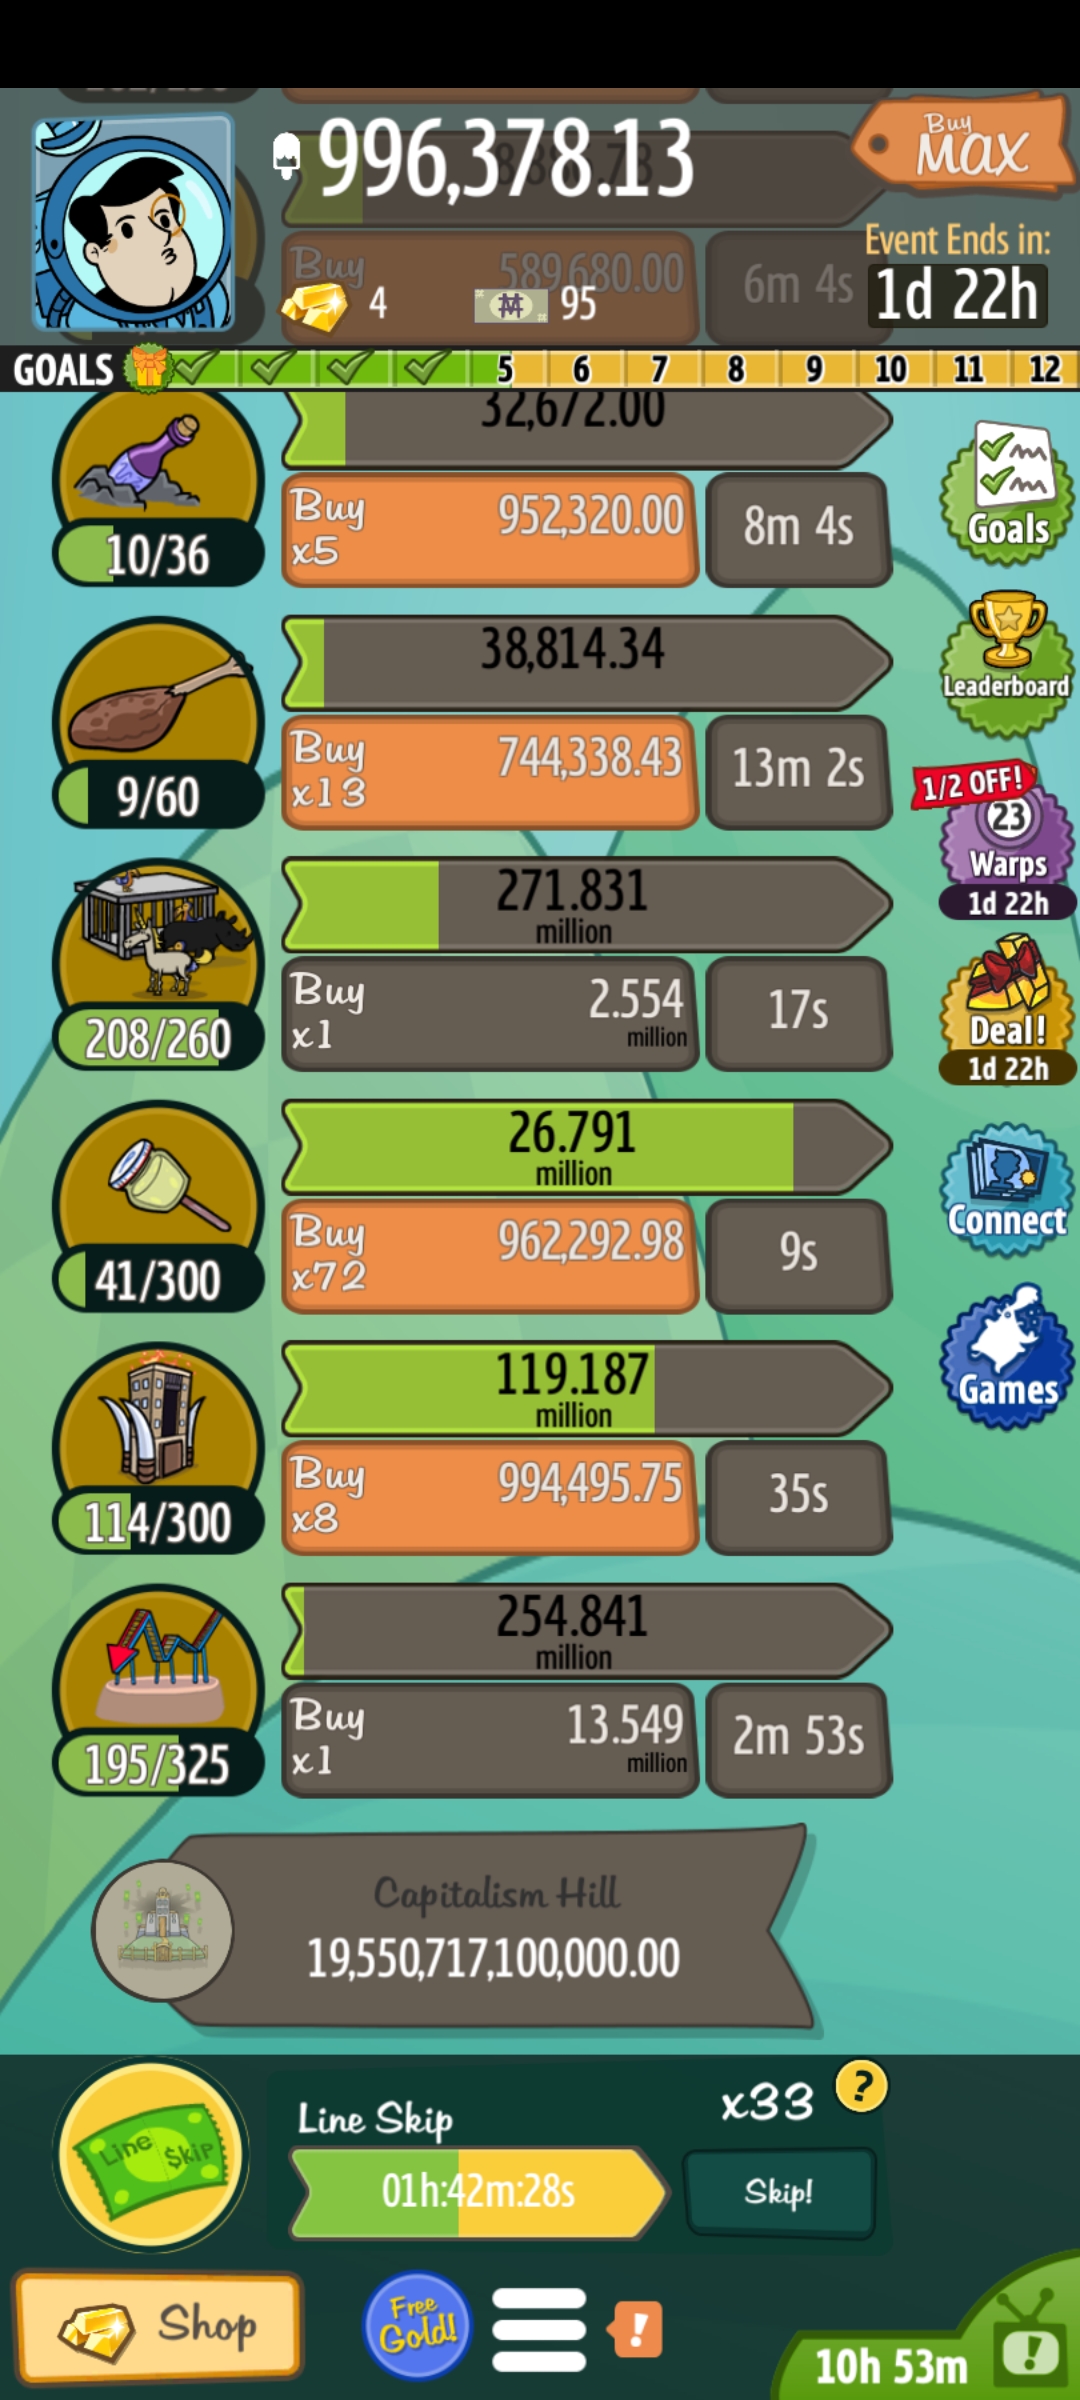 996,378.13
Buy
MAX
Event Ends in:
1d 22h
Buy
589,680.00
6m 4s
4
95
GOALS
5 6 7 8 9 10 11 12
32,672.00
10/36
Buy
x5
952,320.00
8m 4s
Goals
38,814.34
9/60
Buy
x13
744,338.43
13m 2s
Leaderboard
1/2 OFF!
23
Warps
1d 22h
271.831
million
208/260
Buy
x1
2.554
million
17s
Deal!
1d 22h
26.791
million
41/300
Buy
x72
962,292.98
9s
Connect
119.187
million
114/300
Buy
x8
994,495.75
35s
Games
254.841
million
195/325
Buy
x1
13.549
million
2m 53s
Capitalism Hill
19,550,717,100,000.00
Line $kip
Line Skip
x33
?
01h:42m:28s
Skip!
Shop
Free
Gold!
!
10h 53m
!